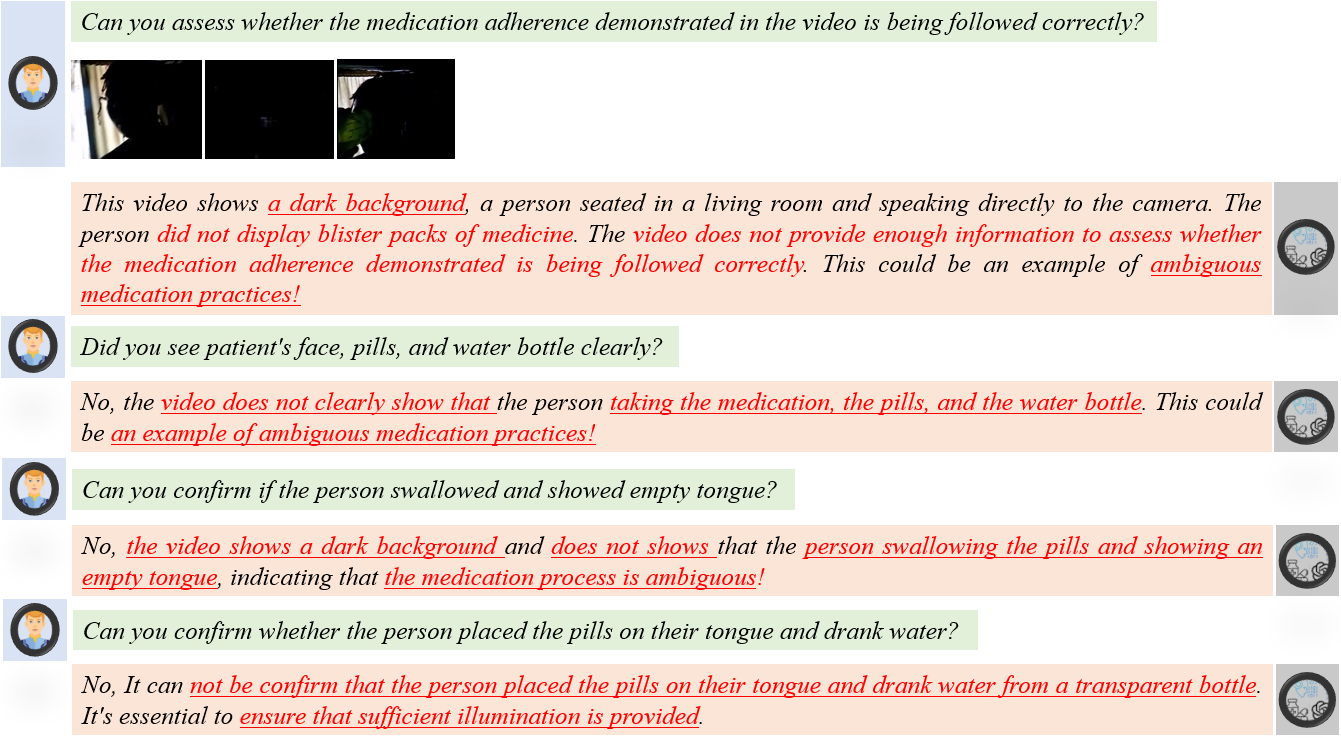 Can you assess whether the medication adherence demonstrated in the video is being followed correctly?
This video shows a dark background, a person seated in a living room and speaking directly to the camera. The
person did not display blister packs of medicine. The video does not provide enough information to assess whether
the medication adherence demonstrated is being followed correctly. This could be an example of ambiguous
medication practices!
Did you see patient's face, pills, and water bottle clearly?
No, the video does not clearly show that the person taking the medication, the pills, and the water bottle. This could
be an example of ambiguous medication practices!
Can you confirm if the person swallowed and showed empty tongue?
No, the video shows a dark background and does not shows that the person swallowing the pills and showing an
empty tongue, indicating that the medication process is ambiguous!
Can you confirm whether the person placed the pills on their tongue and drank water?
No, It can not be confirm that the person placed the pills on their tongue and drank water from a transparent bottle.
It's essential to ensure that sufficient illumination is provided.